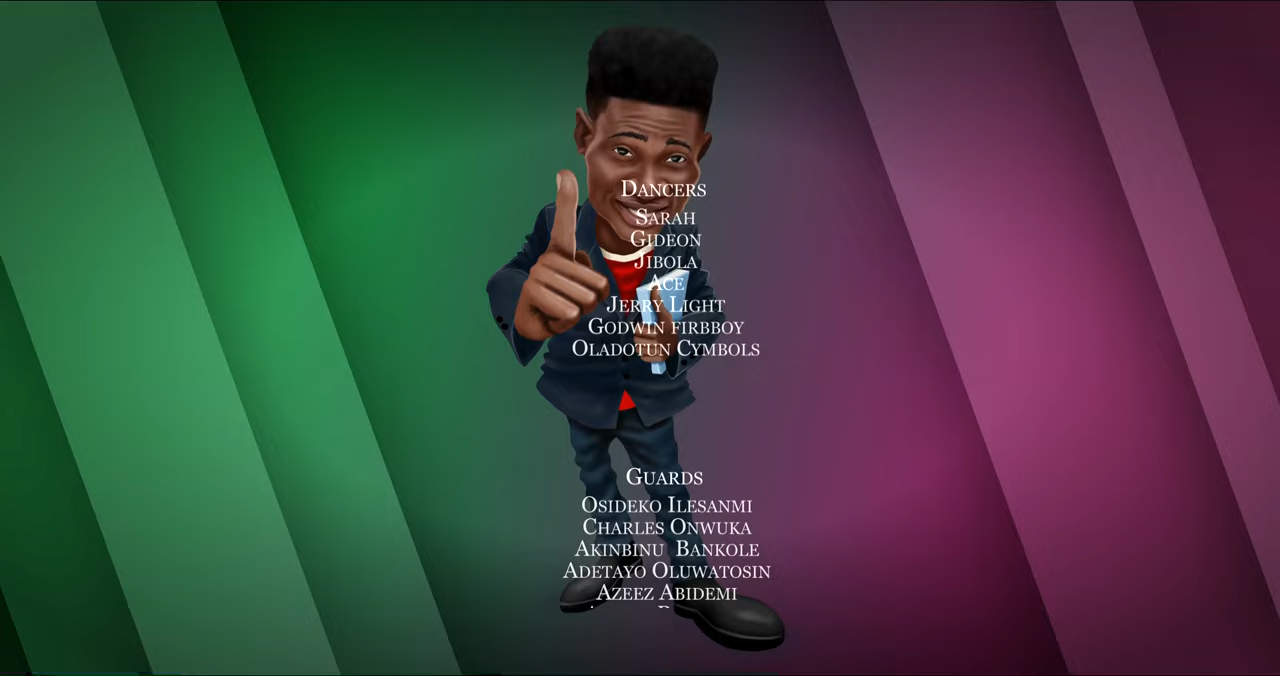 Dancers
Sarah
Gideon
Jibola
Ace
Jerry Light
Godwin firbboy
Oladotun Cymbols
Guards
Osideko Ilesanmi
Charles Onwuka
Akinbinu Bankole
Adetayo Oluwatosin
Azeez Abidemi